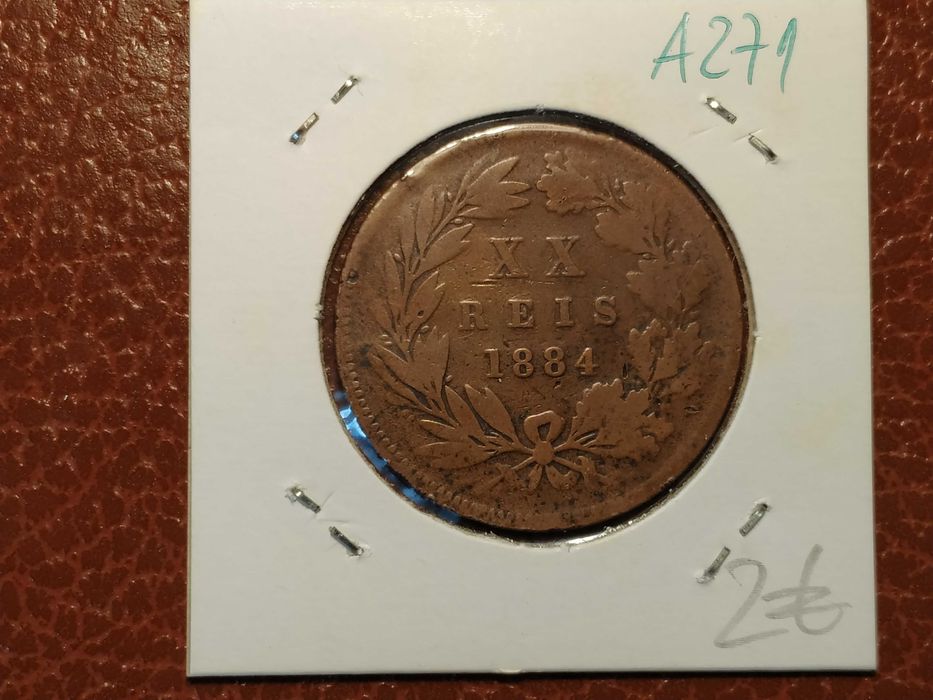 A271
XX
REIS
1884
2€